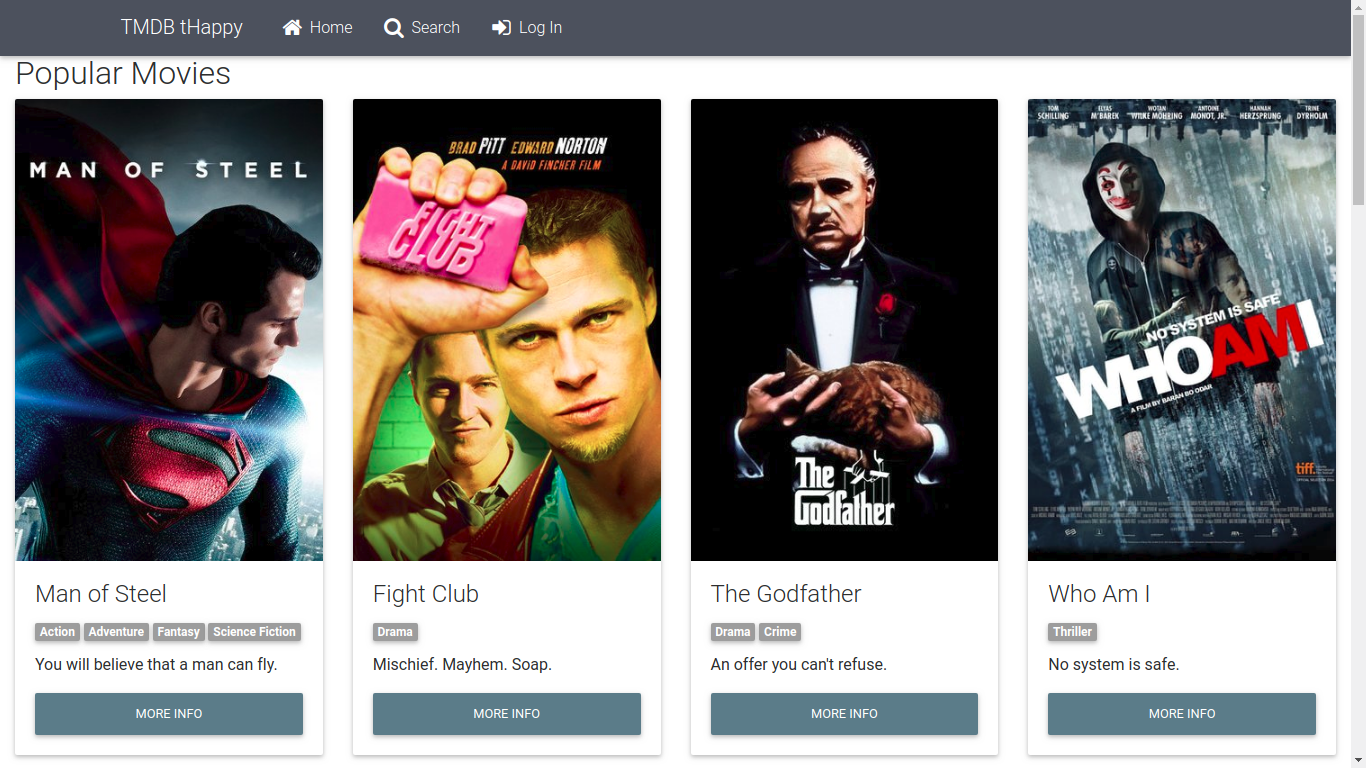 TMDB tHappy Home Search Log In
Popular Movies
MAN OF STEEL
BRAD PITT EDWARD NORTON
A DAVID FINCHER FILM
FIGHT
CLUB
The
Godfather
TOM SCHILLING ELYAS M'BAREK WOTAN WILKE MÖHRING ANTOINE MONOT, JR. HANNAH HERZSPRUNG TRINE DYRHOLM
NO SYSTEM IS SAFE
WHOAMI
A FILM BY BARAN BO ODAR
tiff.
Man of Steel
Action Adventure Fantasy Science Fiction
You will believe that a man can fly.
MORE INFO
Fight Club
Drama
Mischief. Mayhem. Soap.
MORE INFO
The Godfather
Drama Crime
An offer you can't refuse.
MORE INFO
Who Am I
Thriller
No system is safe.
MORE INFO